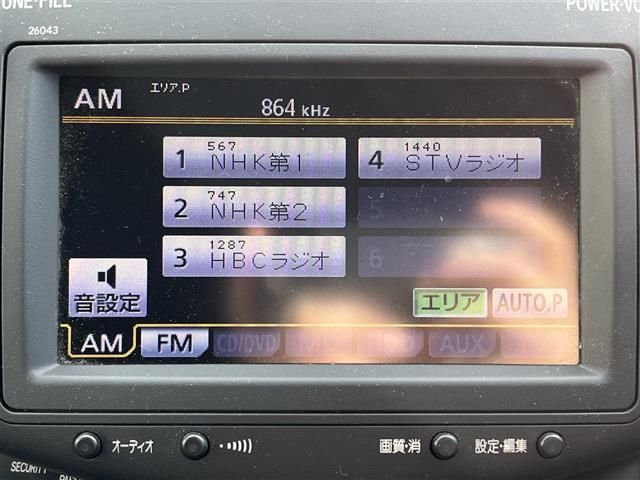 ONE-FILL
POWER-VO
26043
AM エリア.P
864 kHz
1 567 NHK第1
4 1440 STVラジオ
2 747 NHK第2
5
3 1287 HBCラジオ
6
音設定
エリア AUTO.P
AM FM CD/DVD AUX
オーディオ 画質・消 設定・編集
SECURITY